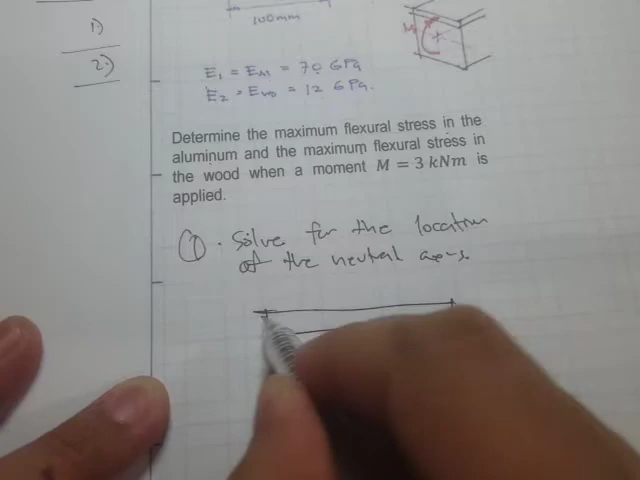 100mm
1)
2)
M
E₁ = EAl = 70 GPa
E₂ = Ewd = 12 GPa.
Determine the maximum flexural stress in the
aluminum and the maximum flexural stress in
the wood when a moment M = 3 kNm is
applied.
① . Solve for the location
of the neutral axis.